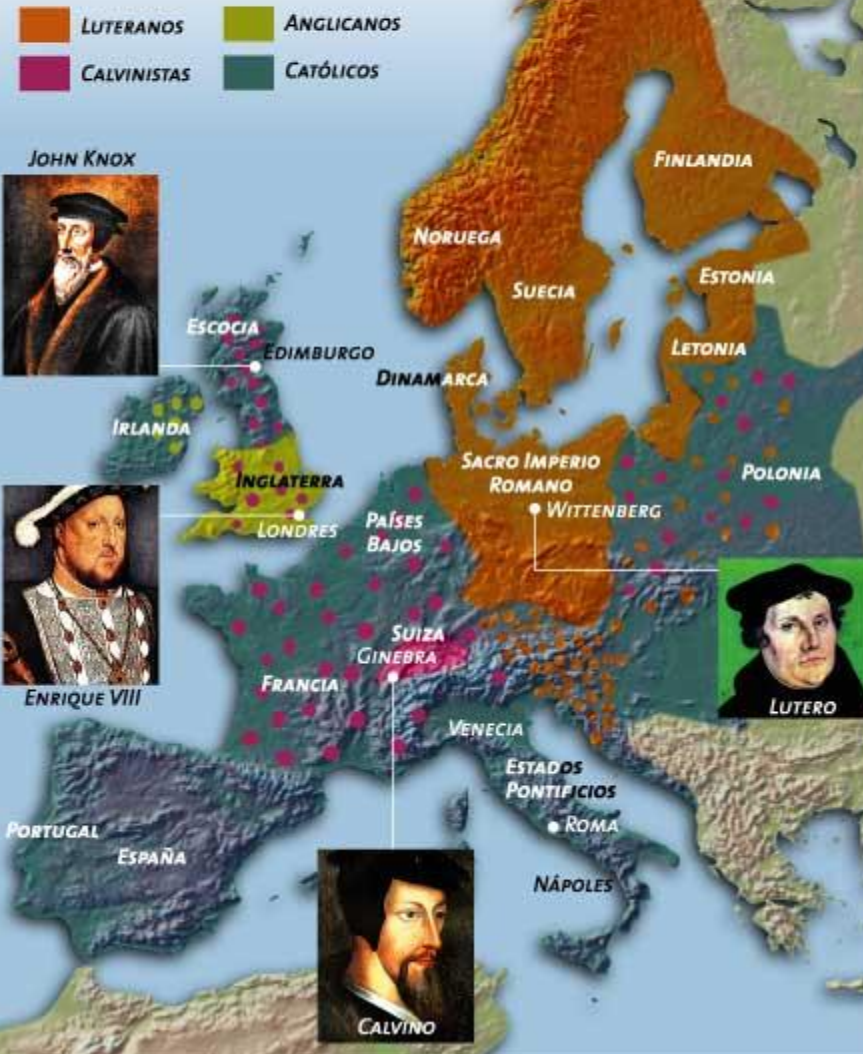 LUTERANOS
ANGLICANOS
CALVINISTAS
CATÓLICOS
JOHN KNOX
FINLANDIA
NORUEGA
ESTONIA
SUECIA
ESCOCIA
LETONIA
EDIMBURGO
DINAMARCA
IRLANDA
SACRO IMPERIO
ROMANO
POLONIA
INGLATERRA
WITTENBERG
LONDRES
PAÍSES
BAJOS
SUIZA
GINEBRA
FRANCIA
ENRIQUE VIII
LUTERO
VENECIA
ESTADOS
PONTIFICIOS
PORTUGAL
ROMA
ESPAÑA
NÁPOLES
CALVINO